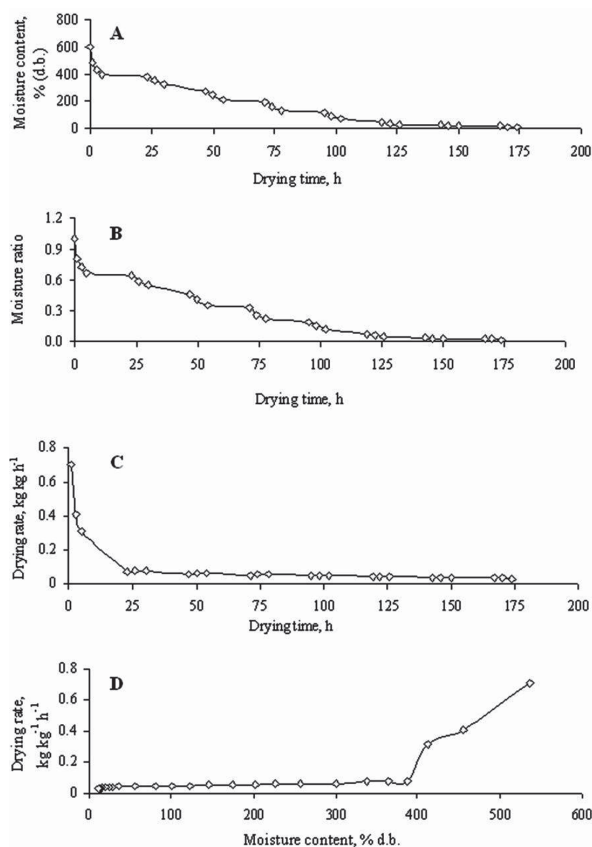 A
Moisture content,
% (d.b.)
800
600
400
200
0
0 25 50 75 100 125 150 175 200
Drying time, h
B
Moisture ratio
1.2
0.9
0.6
0.3
0.0
0 25 50 75 100 125 150 175 200
Drying time, h
C
Drying rate, kg kg h⁻¹
0.8
0.6
0.4
0.2
0
0 25 50 75 100 125 150 175 200
Drying time, h
D
Drying rate,
kg kg⁻¹ h⁻¹
0.8
0.6
0.4
0.2
0
0 100 200 300 400 500 600
Moisture content, % d.b.